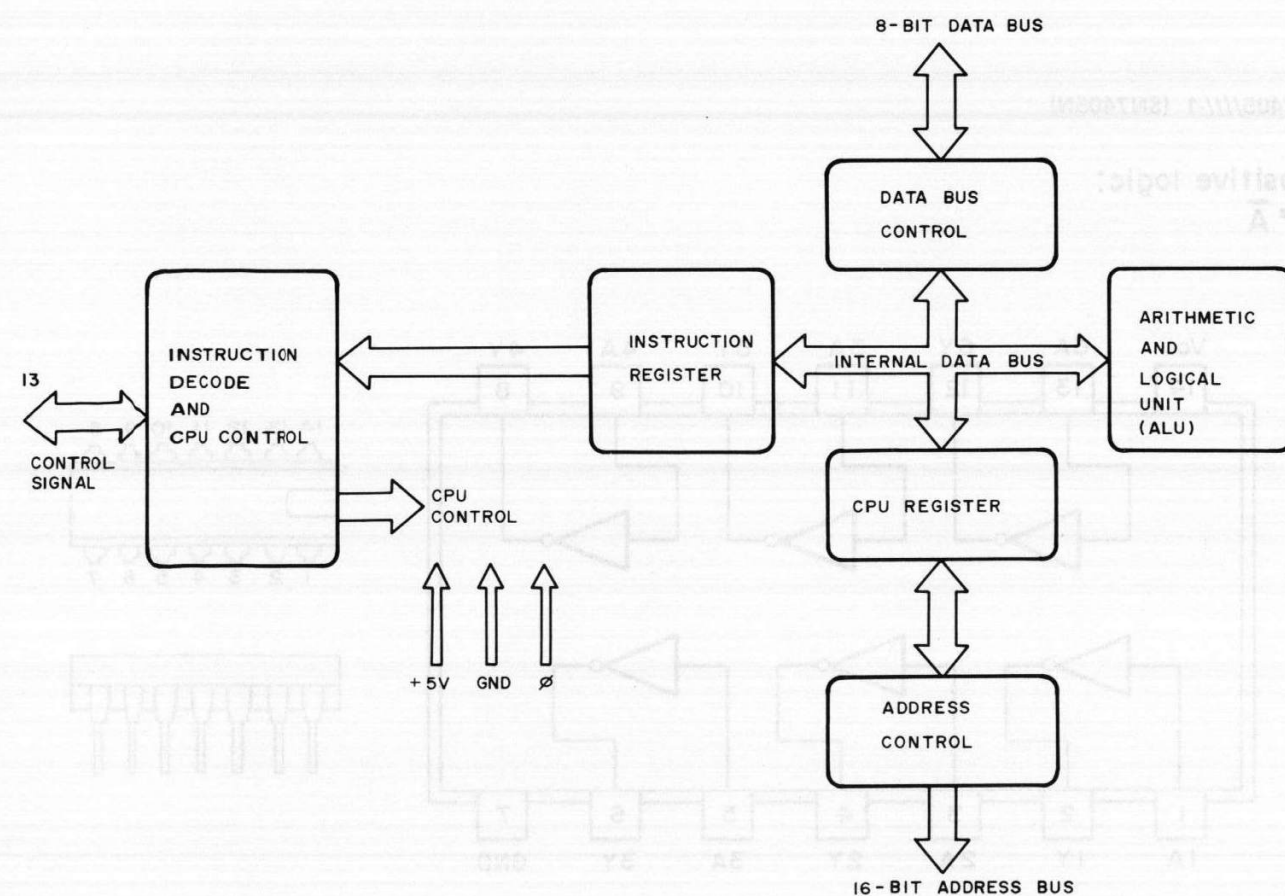 8-BIT DATA BUS
DATA BUS
CONTROL
INSTRUCTION
DECODE
AND
CPU CONTROL
13
CONTROL
SIGNAL
INSTRUCTION
REGISTER
INTERNAL DATA BUS
ARITHMETIC
AND
LOGICAL
UNIT
(ALU)
CPU
CONTROL
CPU REGISTER
+5V GND Ø
ADDRESS
CONTROL
16-BIT ADDRESS BUS